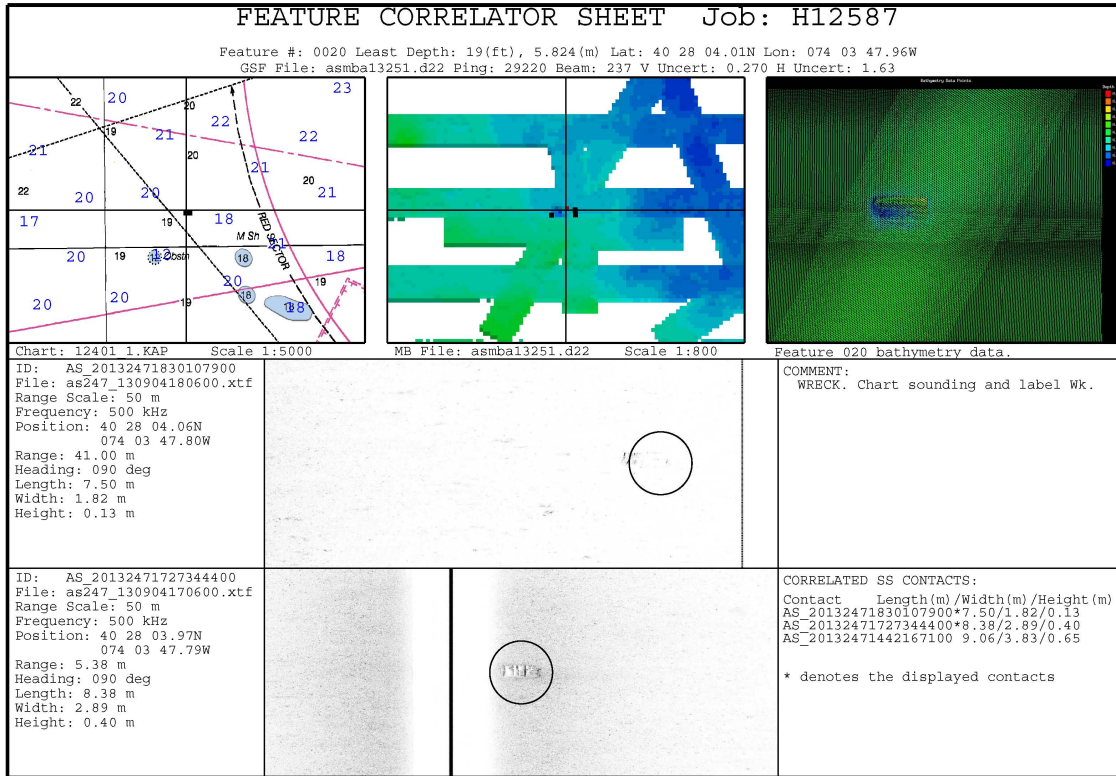 FEATURE CORRELATOR SHEET Job: H12587
Feature #: 0020 Least Depth: 19(ft), 5.824(m) Lat: 40 28 04.01N Lon: 074 03 47.96W
GSF File: asmba13251.d22 Ping: 29220 Beam: 237 V Uncert: 0.270 H Uncert: 1.63
23
22 20 20
22
19 21 22
21 20
21
20
22 20 20 21
17 19 18
RED SECTOR
M Sh
21
19 12 Obstn 18 18
20
20 20 19 18 19
18
Bathymetry Data Points
Depth
Chart: 12401_1.KAP Scale 1:5000
MB File: asmba13251.d22 Scale 1:800
Feature 020 bathymetry data.
ID: AS_20132471830107900
File: as247_130904180600.xtf
Range Scale: 50 m
Frequency: 500 kHz
Position: 40 28 04.06N
074 03 47.80W
Range: 41.00 m
Heading: 090 deg
Length: 7.50 m
Width: 1.82 m
Height: 0.13 m
COMMENT:
WRECK. Chart sounding and label Wk.
ID: AS_20132471727344400
File: as247_130904170600.xtf
Range Scale: 50 m
Frequency: 500 kHz
Position: 40 28 03.97N
074 03 47.79W
Range: 5.38 m
Heading: 090 deg
Length: 8.38 m
Width: 2.89 m
Height: 0.40 m
CORRELATED SS CONTACTS:
Contact Length(m)/Width(m)/Height(m)
AS_20132471830107900*7.50/1.82/0.13
AS_20132471727344400*8.38/2.89/0.40
AS_20132471442167100 9.06/3.83/0.65
* denotes the displayed contacts